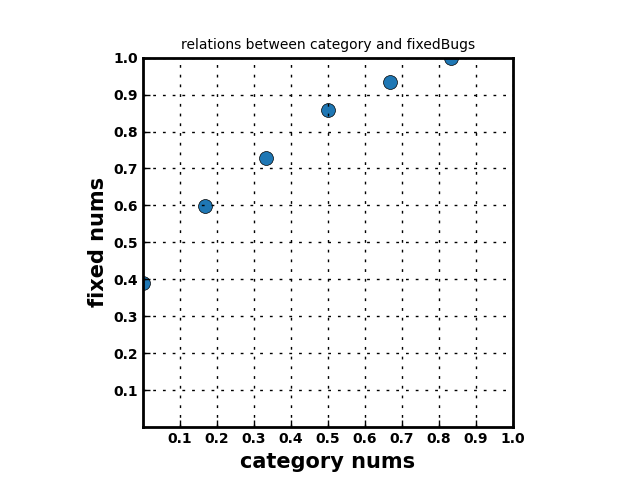 relations between category and fixedBugs
1.0
0.9
0.8
0.7
0.6
0.5
0.4
0.3
0.2
0.1
fixed nums
0.1 0.2 0.3 0.4 0.5 0.6 0.7 0.8 0.9 1.0
category nums